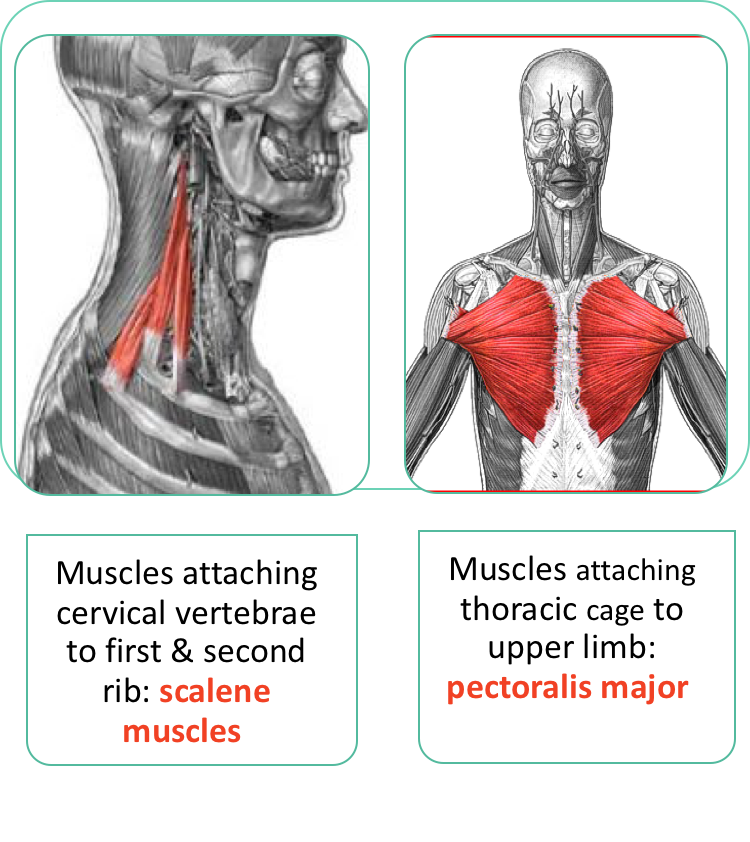 Muscles attaching
cervical vertebrae
to first & second
rib: scalene
muscles
Muscles attaching
thoracic cage to
upper limb:
pectoralis major